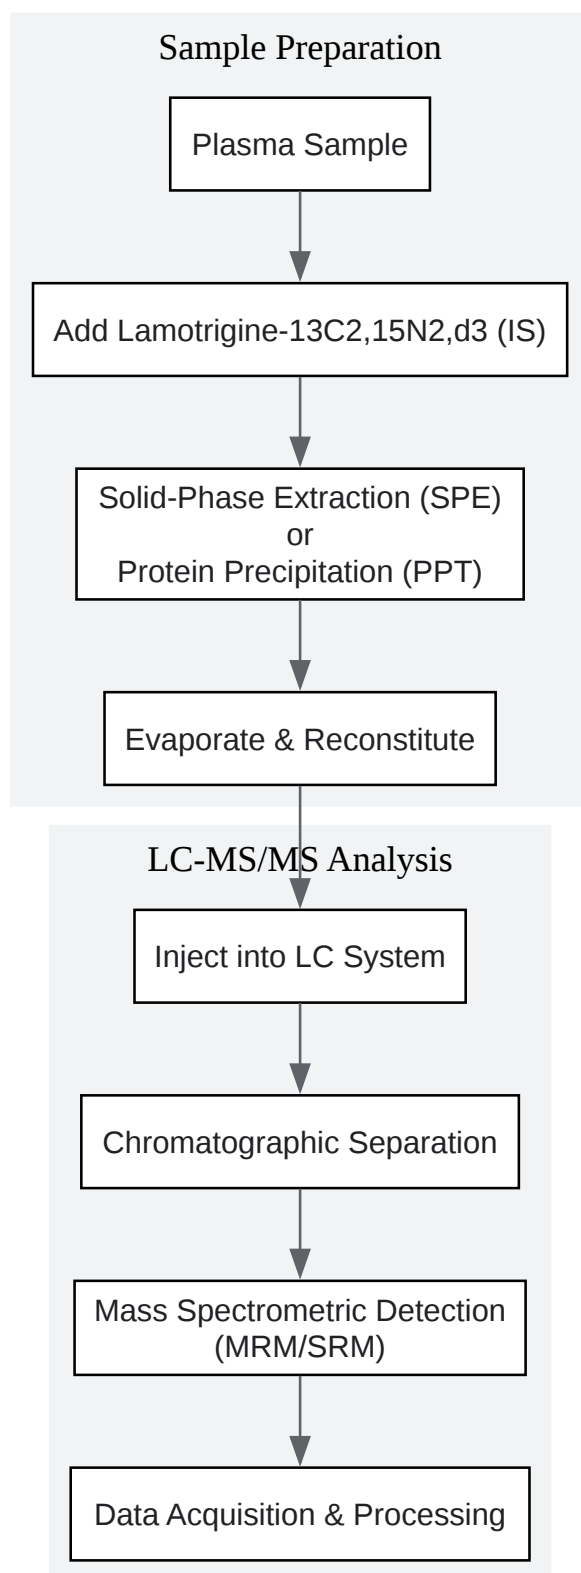 Sample Preparation
Plasma Sample
Add Lamotrigine-13C2,15N2,d3 (IS)
Solid-Phase Extraction (SPE)
or
Protein Precipitation (PPT)
Evaporate & Reconstitute
LC-MS/MS Analysis
Inject into LC System
Chromatographic Separation
Mass Spectrometric Detection
(MRM/SRM)
Data Acquisition & Processing